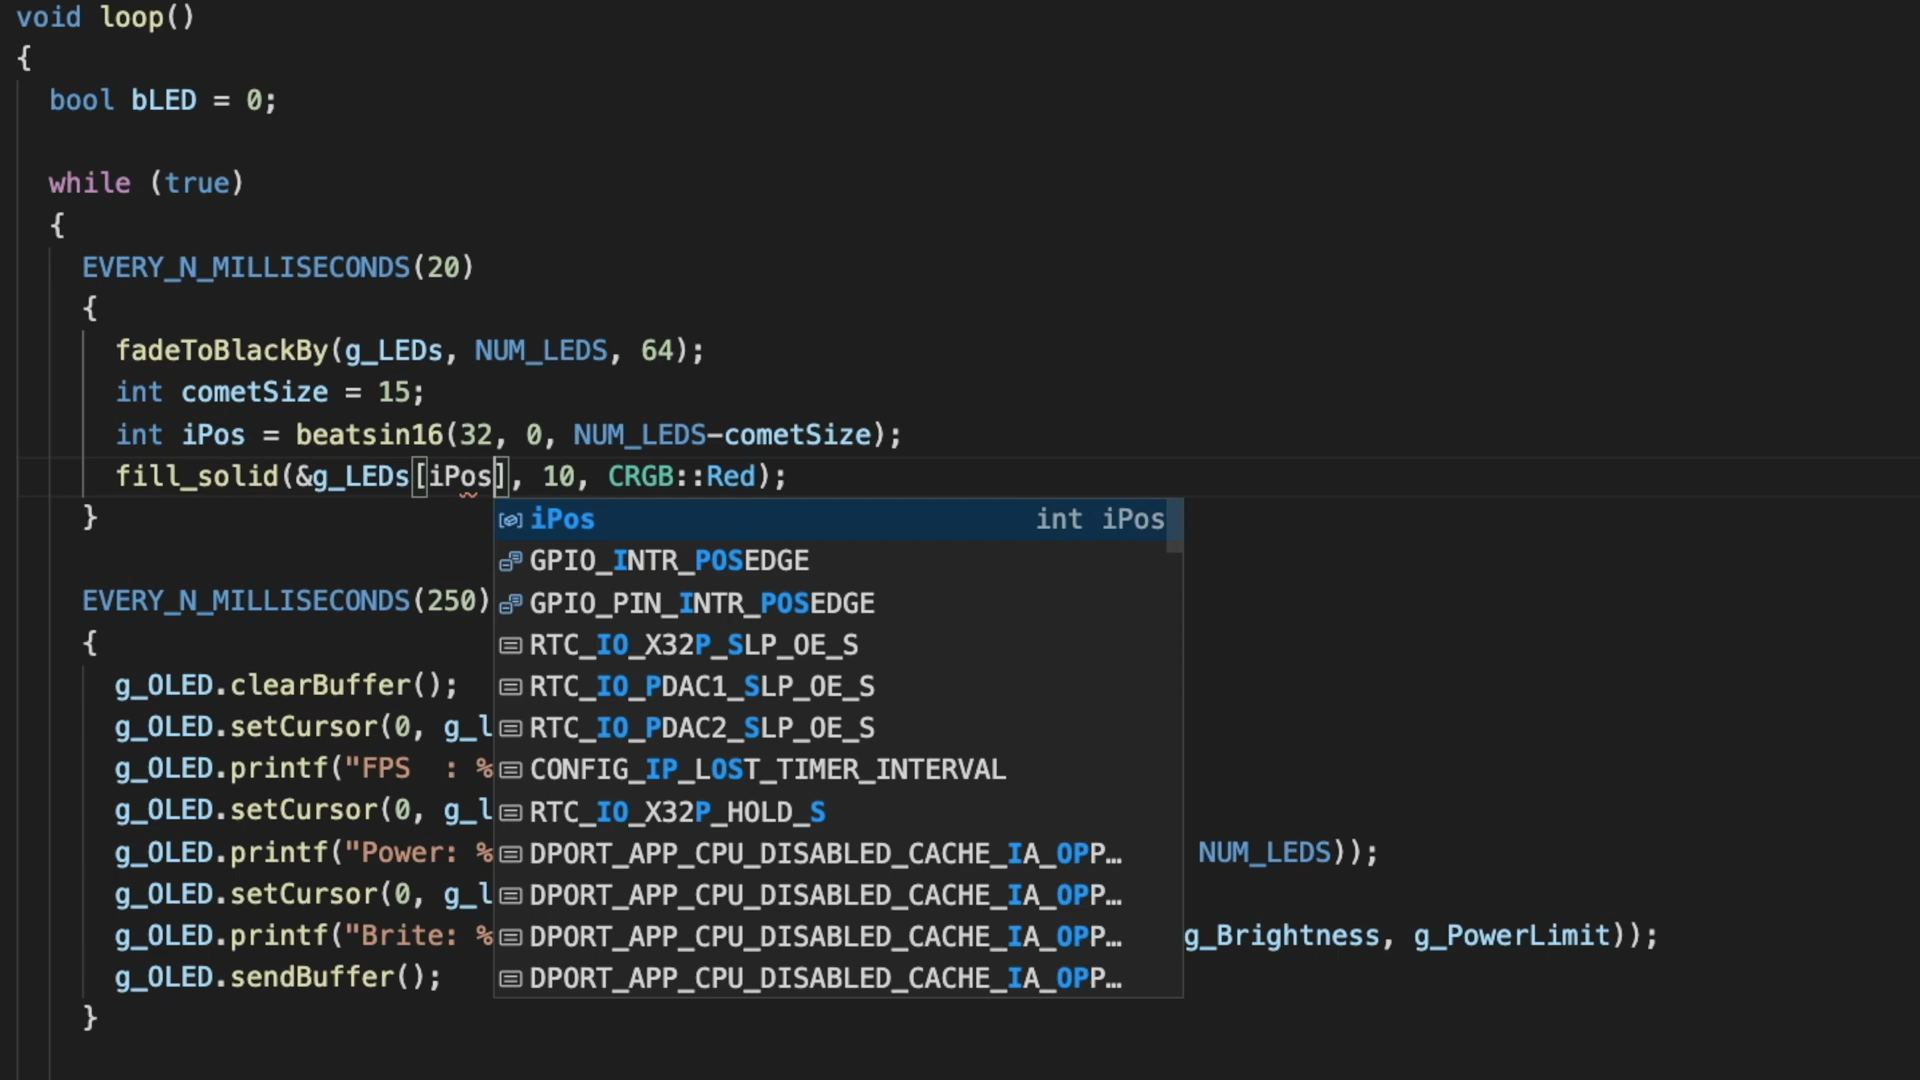 void loop()
{
bool bLED = 0;
while (true)
{
EVERY_N_MILLISECONDS(20)
{
fadeToBlackBy(g_LEDs, NUM_LEDS, 64);
int cometSize = 15;
int iPos = beatsin16(32, 0, NUM_LEDS-cometSize);
fill_solid(&g_LEDs[iPos], 10, CRGB::Red);
}
iPos int iPos
GPIO_INTR_POSEDGE
EVERY_N_MILLISECONDS(250) GPIO_PIN_INTR_POSEDGE
{ RTC_IO_X32P_SLP_OE_S
g_OLED.clearBuffer(); RTC_IO_PDAC1_SLP_OE_S
g_OLED.setCursor(0, g_l RTC_IO_PDAC2_SLP_OE_S
g_OLED.printf("FPS  : % CONFIG_IP_LOST_TIMER_INTERVAL
g_OLED.setCursor(0, g_l RTC_IO_X32P_HOLD_S
g_OLED.printf("Power: % DPORT_APP_CPU_DISABLED_CACHE_IA_OPP… NUM_LEDS));
g_OLED.setCursor(0, g_l DPORT_APP_CPU_DISABLED_CACHE_IA_OPP…
g_OLED.printf("Brite: % DPORT_APP_CPU_DISABLED_CACHE_IA_OPP… g_Brightness, g_PowerLimit));
g_OLED.sendBuffer(); DPORT_APP_CPU_DISABLED_CACHE_IA_OPP…
}